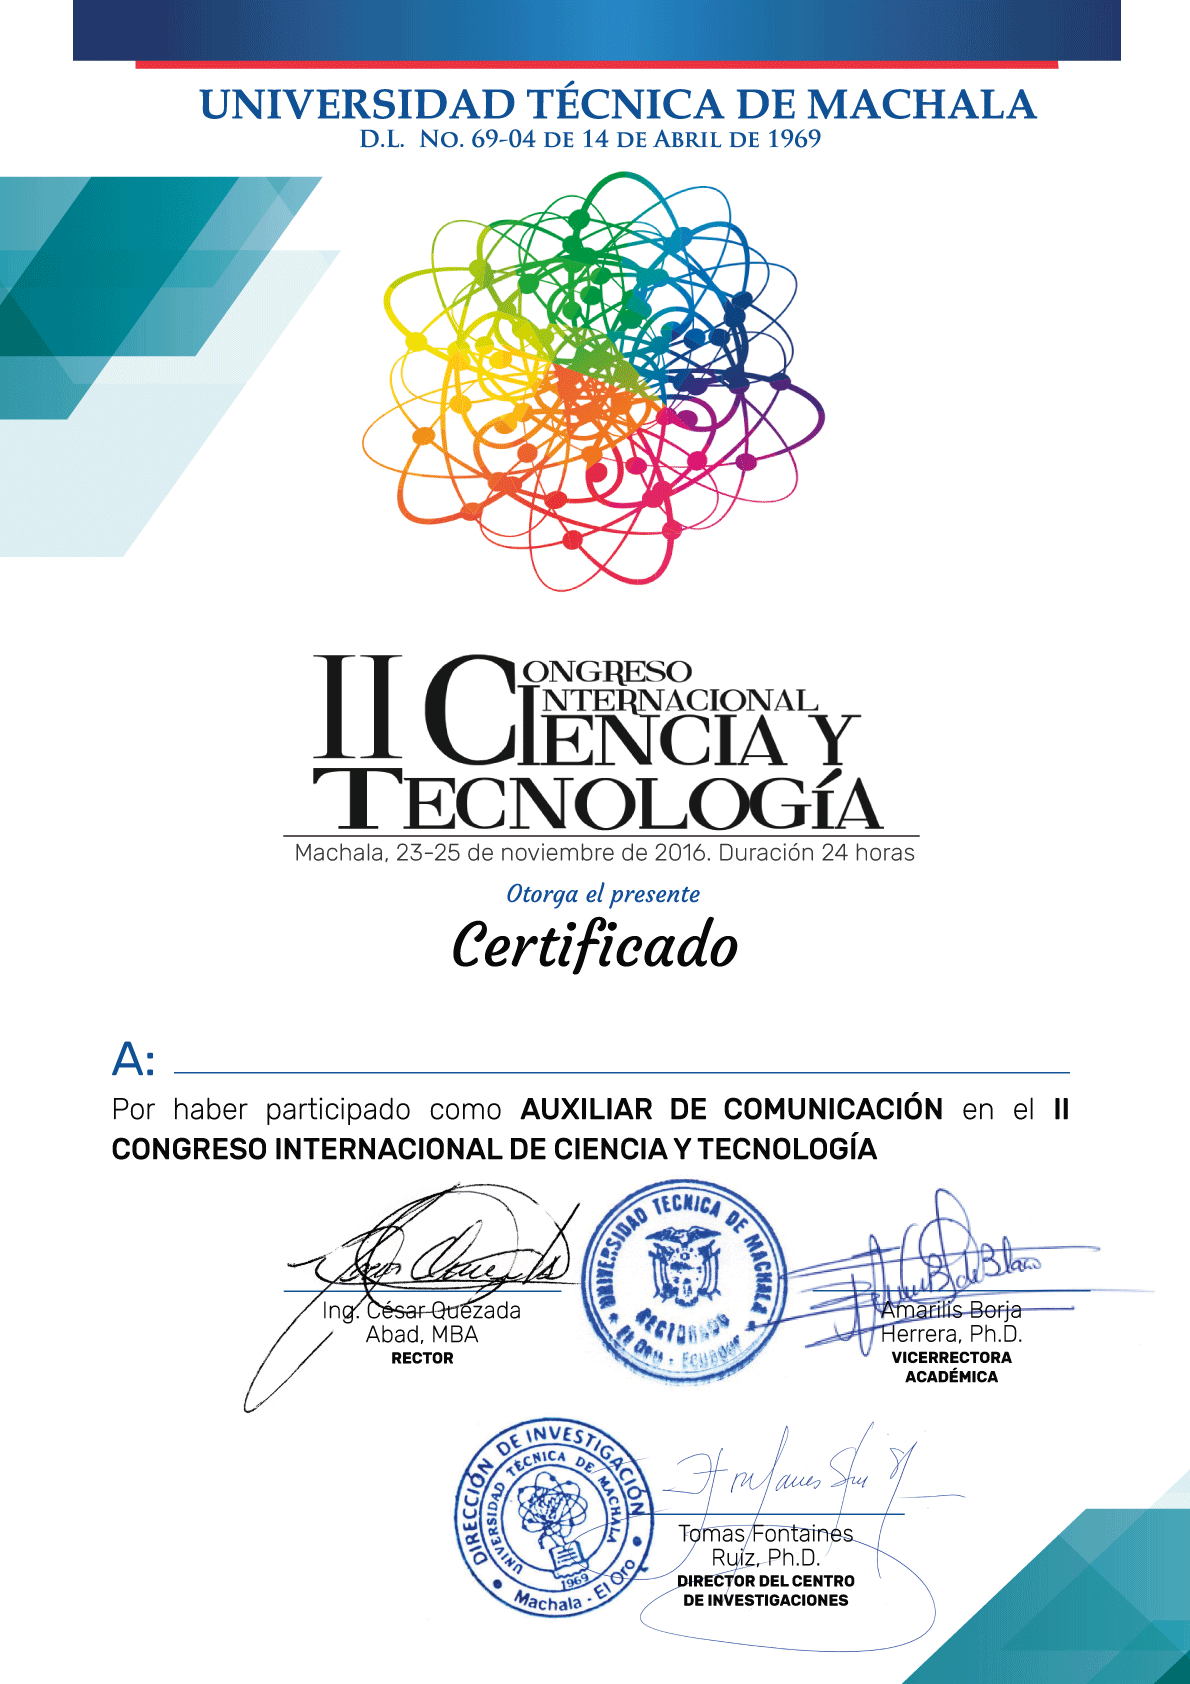 UNIVERSIDAD TÉCNICA DE MACHALA
D.L. No. 69-04 DE 14 DE ABRIL DE 1969
II CONGRESO
INTERNACIONAL
CIENCIA Y
TECNOLOGÍA
Machala, 23-25 de noviembre de 2016. Duración 24 horas
Otorga el presente
Certificado
A:
Por haber participado como AUXILIAR DE COMUNICACIÓN en el II
CONGRESO INTERNACIONAL DE CIENCIA Y TECNOLOGÍA
UNIVERSIDAD TECNICA DE MACHALA
RECTORADO
El Oro - Ecuador
Ing. César Quezada
Abad, MBA
RECTOR
Amarilis Borja
Herrera, Ph.D.
VICERRECTORA
ACADÉMICA
DIRECCIÓN DE INVESTIGACIÓN
UNIVERSIDAD TÉCNICA DE MACHALA
1969
Machala - El Oro
Tomas Fontaines
Ruiz, Ph.D.
DIRECTOR DEL CENTRO
DE INVESTIGACIONES